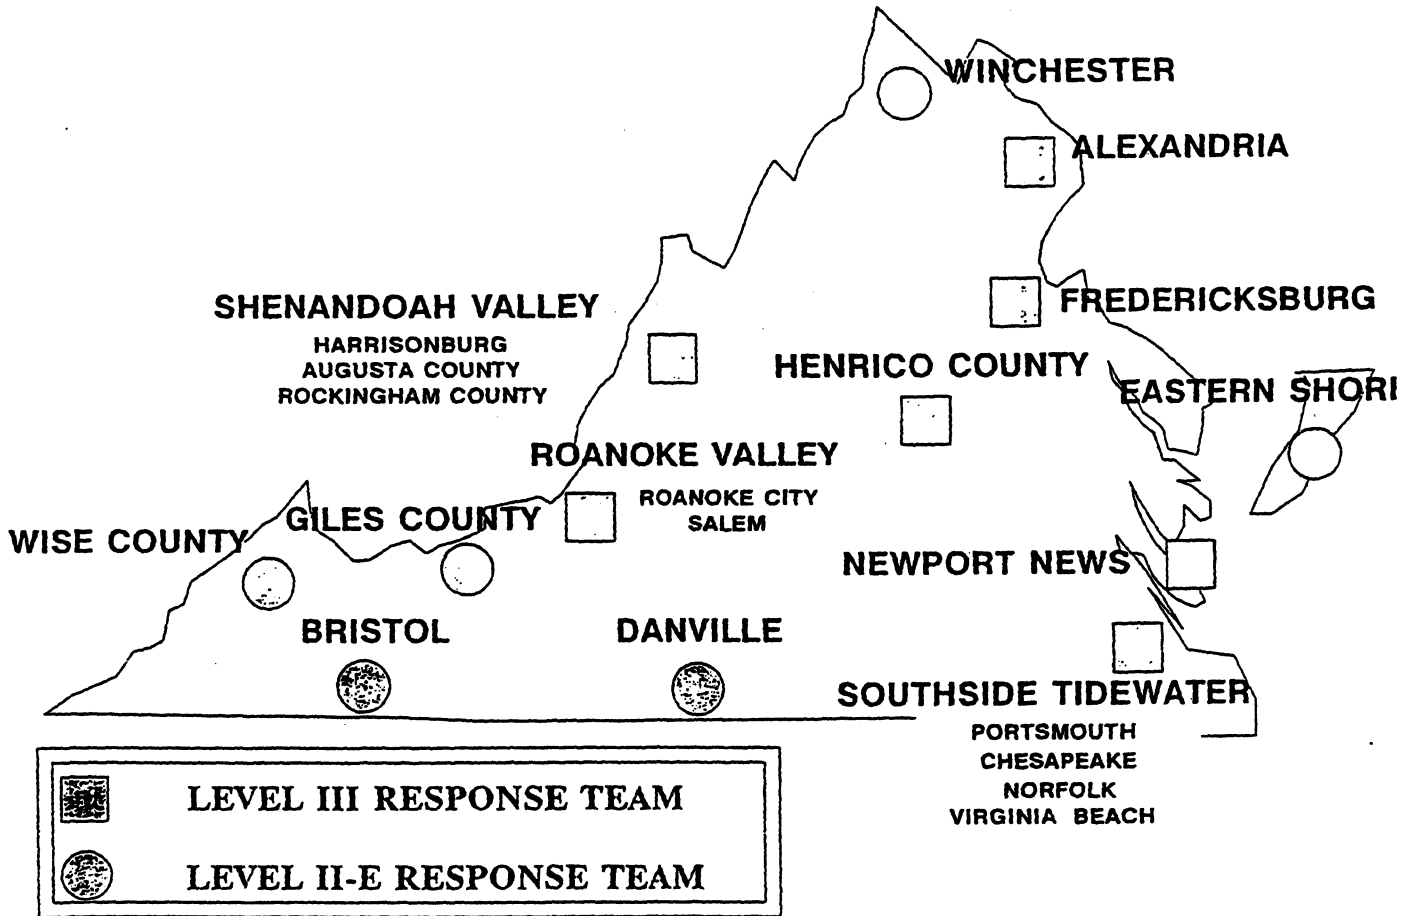 WINCHESTER
ALEXANDRIA
SHENANDOAH VALLEY
HARRISONBURG
AUGUSTA COUNTY
ROCKINGHAM COUNTY
FREDERICKSBURG
HENRICO COUNTY
EASTERN SHORI
ROANOKE VALLEY
ROANOKE CITY
SALEM
GILES COUNTY
WISE COUNTY
NEWPORT NEWS
BRISTOL
DANVILLE
SOUTHSIDE TIDEWATER
PORTSMOUTH
CHESAPEAKE
NORFOLK
VIRGINIA BEACH
LEVEL III RESPONSE TEAM
LEVEL II-E RESPONSE TEAM